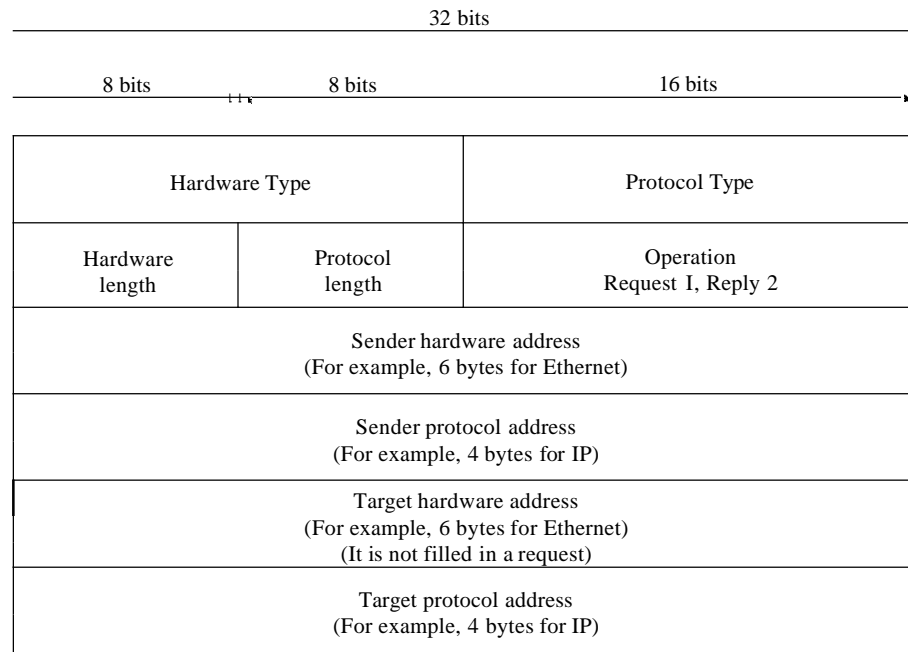 32 bits
8 bits 8 bits 16 bits
Hardware Type Protocol Type
Hardware length Protocol length Operation
Request I, Reply 2
Sender hardware address
(For example, 6 bytes for Ethernet)
Sender protocol address
(For example, 4 bytes for IP)
Target hardware address
(For example, 6 bytes for Ethernet)
(It is not filled in a request)
Target protocol address
(For example, 4 bytes for IP)